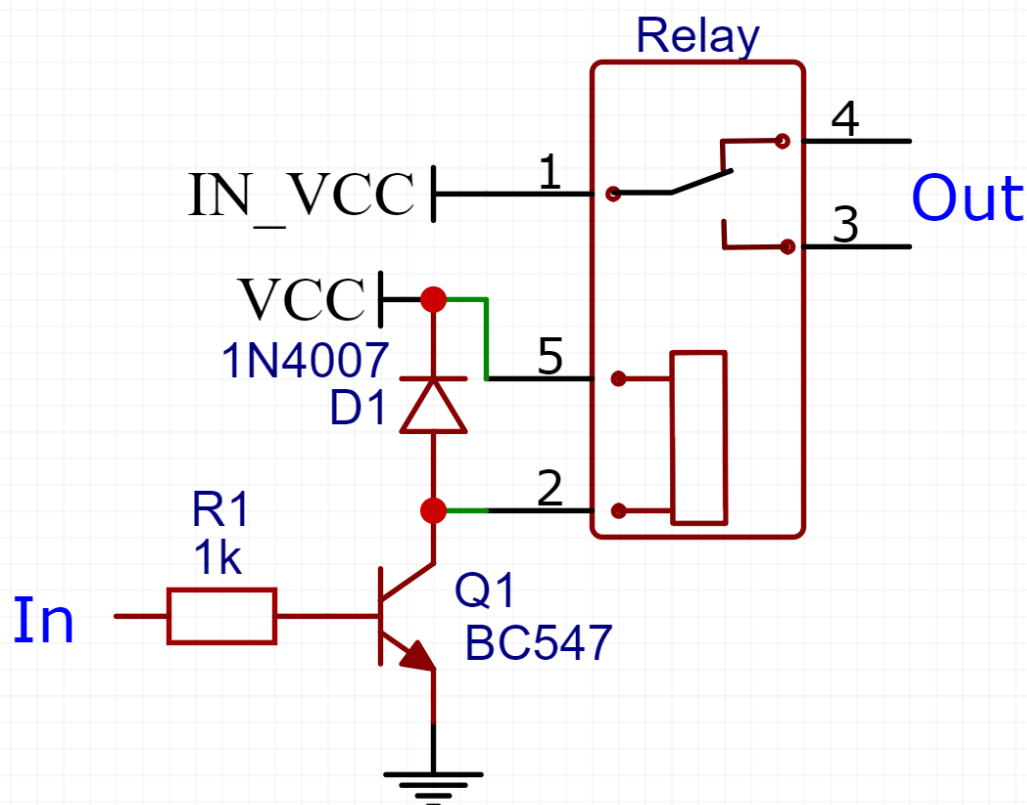 Relay
4
IN_VCC
1
Out
3
VCC
1N4007
D1
5
2
R1
1k
In
Q1
BC547